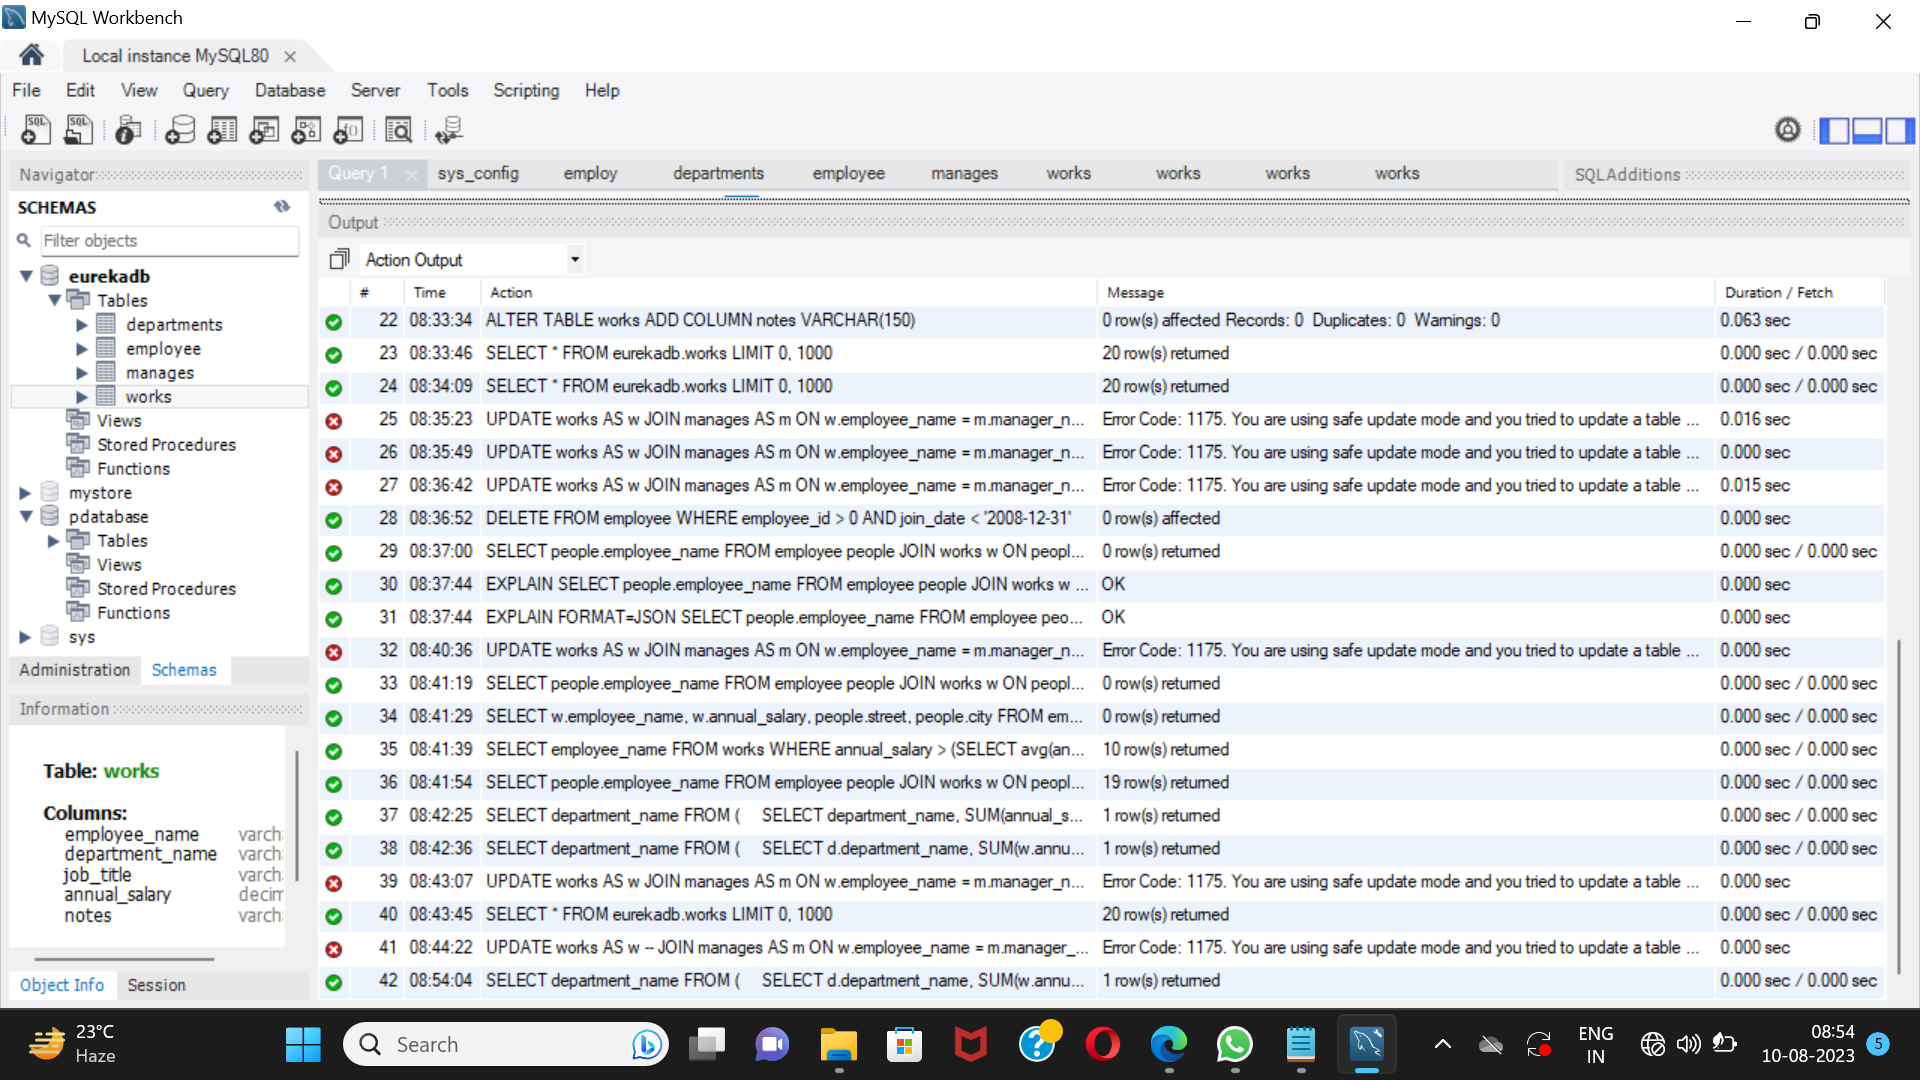 MySQL Workbench
Local instance MySQL80
File Edit View Query Database Server Tools Scripting Help
Navigator
SCHEMAS
Filter objects
eurekadb
Tables
departments
employee
manages
works
Views
Stored Procedures
Functions
mystore
pdatabase
Tables
Views
Stored Procedures
Functions
sys
Administration Schemas
Information
Table: works
Columns:
employee_name varch
department_name varch
job_title varch
annual_salary decim
notes varch
Object Info Session
Query 1 sys_config employ departments employee manages works works works works
SQLAdditions
Output
Action Output
# Time Action Message Duration / Fetch
22 08:33:34 ALTER TABLE works ADD COLUMN notes VARCHAR(150) 0 row(s) affected Records: 0 Duplicates: 0 Warnings: 0 0.063 sec
23 08:33:46 SELECT * FROM eurekadb.works LIMIT 0, 1000 20 row(s) returned 0.000 sec / 0.000 sec
24 08:34:09 SELECT * FROM eurekadb.works LIMIT 0, 1000 20 row(s) returned 0.000 sec / 0.000 sec
25 08:35:23 UPDATE works AS w JOIN manages AS m ON w.employee_name = m.manager_n... Error Code: 1175. You are using safe update mode and you tried to update a table ... 0.016 sec
26 08:35:49 UPDATE works AS w JOIN manages AS m ON w.employee_name = m.manager_n... Error Code: 1175. You are using safe update mode and you tried to update a table ... 0.000 sec
27 08:36:42 UPDATE works AS w JOIN manages AS m ON w.employee_name = m.manager_n... Error Code: 1175. You are using safe update mode and you tried to update a table ... 0.015 sec
28 08:36:52 DELETE FROM employee WHERE employee_id > 0 AND join_date < '2008-12-31' 0 row(s) affected 0.000 sec
29 08:37:00 SELECT people.employee_name FROM employee people JOIN works w ON peopl... 0 row(s) returned 0.000 sec / 0.000 sec
30 08:37:44 EXPLAIN SELECT people.employee_name FROM employee people JOIN works w ... OK 0.000 sec
31 08:37:44 EXPLAIN FORMAT=JSON SELECT people.employee_name FROM employee peo... OK 0.000 sec
32 08:40:36 UPDATE works AS w JOIN manages AS m ON w.employee_name = m.manager_n... Error Code: 1175. You are using safe update mode and you tried to update a table ... 0.000 sec
33 08:41:19 SELECT people.employee_name FROM employee people JOIN works w ON peopl... 0 row(s) returned 0.000 sec / 0.000 sec
34 08:41:29 SELECT w.employee_name, w.annual_salary, people.street, people.city FROM em... 0 row(s) returned 0.000 sec / 0.000 sec
35 08:41:39 SELECT employee_name FROM works WHERE annual_salary > (SELECT avg(an... 10 row(s) returned 0.000 sec / 0.000 sec
36 08:41:54 SELECT people.employee_name FROM employee people JOIN works w ON peopl... 19 row(s) returned 0.000 sec / 0.000 sec
37 08:42:25 SELECT department_name FROM ( SELECT department_name, SUM(annual_s... 1 row(s) returned 0.000 sec / 0.000 sec
38 08:42:36 SELECT department_name FROM ( SELECT d.department_name, SUM(w.annu... 1 row(s) returned 0.000 sec / 0.000 sec
39 08:43:07 UPDATE works AS w JOIN manages AS m ON w.employee_name = m.manager_n... Error Code: 1175. You are using safe update mode and you tried to update a table ... 0.000 sec
40 08:43:45 SELECT * FROM eurekadb.works LIMIT 0, 1000 20 row(s) returned 0.000 sec / 0.000 sec
41 08:44:22 UPDATE works AS w -- JOIN manages AS m ON w.employee_name = m.manager_... Error Code: 1175. You are using safe update mode and you tried to update a table ... 0.000 sec
42 08:54:04 SELECT department_name FROM ( SELECT d.department_name, SUM(w.annu... 1 row(s) returned 0.000 sec / 0.000 sec
23°C
Haze
Search
ENG
IN
08:54
10-08-2023
5